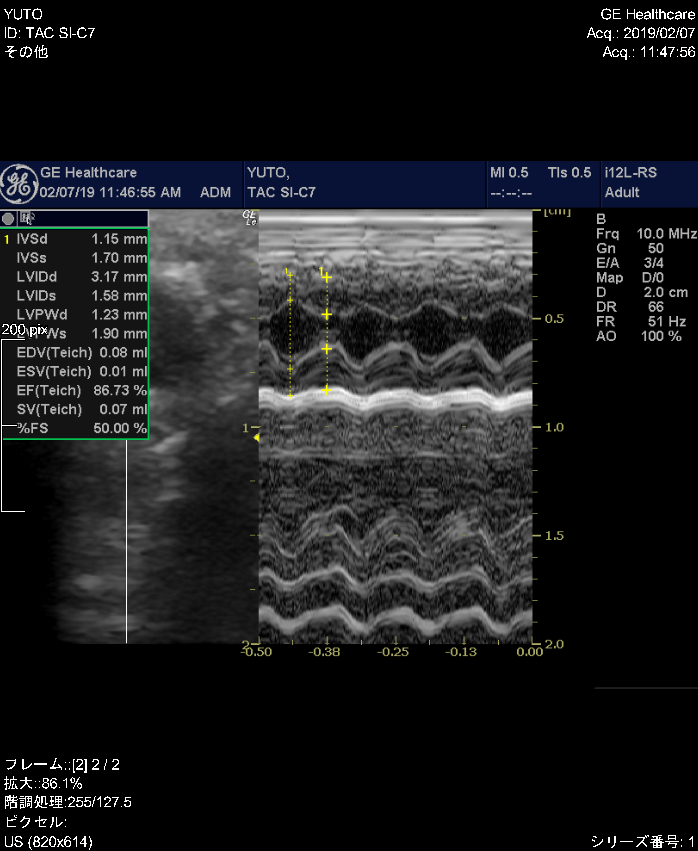 YUTO
ID: TAC SI-C7
その他
GE Healthcare
Acq.: 2019/02/07
Acq.: 11:47:56
GE Healthcare
02/07/19 11:46:55 AM ADM
YUTO,
TAC SI-C7
MI 0.5 TIs 0.5
--:--:--
i12L-RS
Adult
1 IVSd 1.15 mm
IVSs 1.70 mm
LVIDd 3.17 mm
LVIDs 1.58 mm
LVPWd 1.23 mm
200 pix
1.90 mm
EDV(Teich) 0.08 ml
ESV(Teich) 0.01 ml
EF(Teich) 86.73 %
SV(Teich) 0.07 ml
%FS 50.00 %
B
Frq 10.0 MHz
Gn 50
E/A 3/4
Map D/0
D 2.0 cm
DR 66
FR 51 Hz
AO 100 %
0.5
1
1.0
1.5
2
2.0
-0.50 -0.38 -0.25 -0.13 0.00
フレーム::[2] 2 / 2
拡大::86.1%
階調処理:255/127.5
ピクセル:
US (820x614)
シリーズ番号: 1